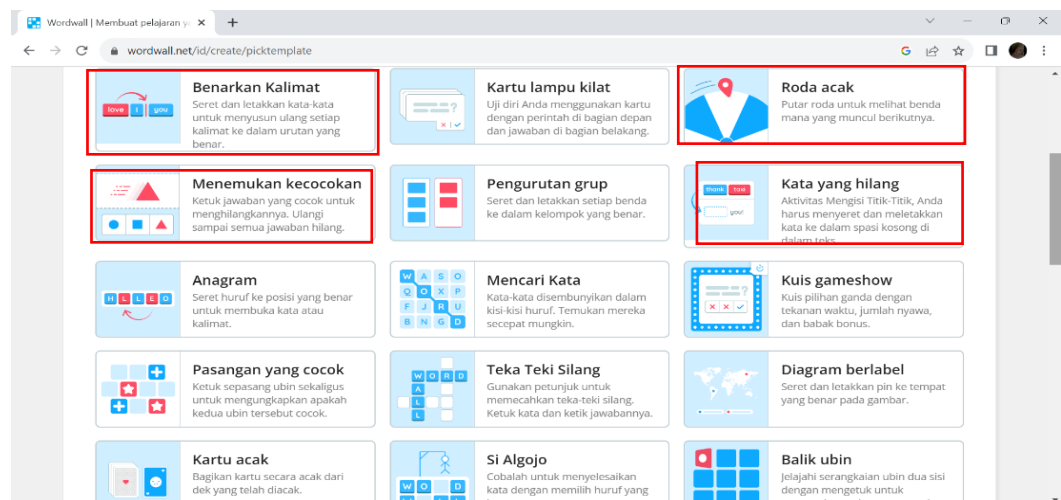 Wordwall | Membuat pelajaran y
wordwall.net/id/create/picktemplate
love I you
Benarkan Kalimat
Seret dan letakkan kata-kata
untuk menyusun ulang setiap
kalimat ke dalam urutan yang
benar.
?
Kartu lampu kilat
Uji diri Anda menggunakan kartu
dengan perintah di bagian depan
dan jawaban di bagian belakang.
Roda acak
Putar roda untuk melihat benda
mana yang muncul berikutnya.
Menemukan kecocokan
Ketuk jawaban yang cocok untuk
menghilangkannya. Ulangi
sampai semua jawaban hilang.
Pengurutan grup
Seret dan letakkan setiap benda
ke dalam kelompok yang benar.
thank taxi
you!
Kata yang hilang
Aktivitas Mengisi Titik-Titik, Anda
harus menyeret dan meletakkan
kata ke dalam spasi kosong di
dalam teks.
H L L E O
Anagram
Seret huruf ke posisi yang benar
untuk membuka kata atau
kalimat.
W A S O
Q O X P
F J R U
B N G D
Mencari Kata
Kata-kata disembunyikan dalam
kisi-kisi huruf. Temukan mereka
secepat mungkin.
?
Kuis gameshow
Kuis pilihan ganda dengan
tekanan waktu, jumlah nyawa,
dan babak bonus.
Pasangan yang cocok
Ketuk sepasang ubin sekaligus
untuk mengungkapkan apakah
kedua ubin tersebut cocok.
W O R D
A
L
L
Teka Teki Silang
Gunakan petunjuk untuk
memecahkan teka-teki silang.
Ketuk kata dan ketik jawabannya.
Diagram berlabel
Seret dan letakkan pin ke tempat
yang benar pada gambar.
Kartu acak
Bagikan kartu secara acak dari
dek yang telah diacak.
W O D
Si Algojo
Cobalah untuk menyelesaikan
kata dengan memilih huruf yang
Balik ubin
Jelajahi serangkaian ubin dua sisi
dengan mengetuk untuk